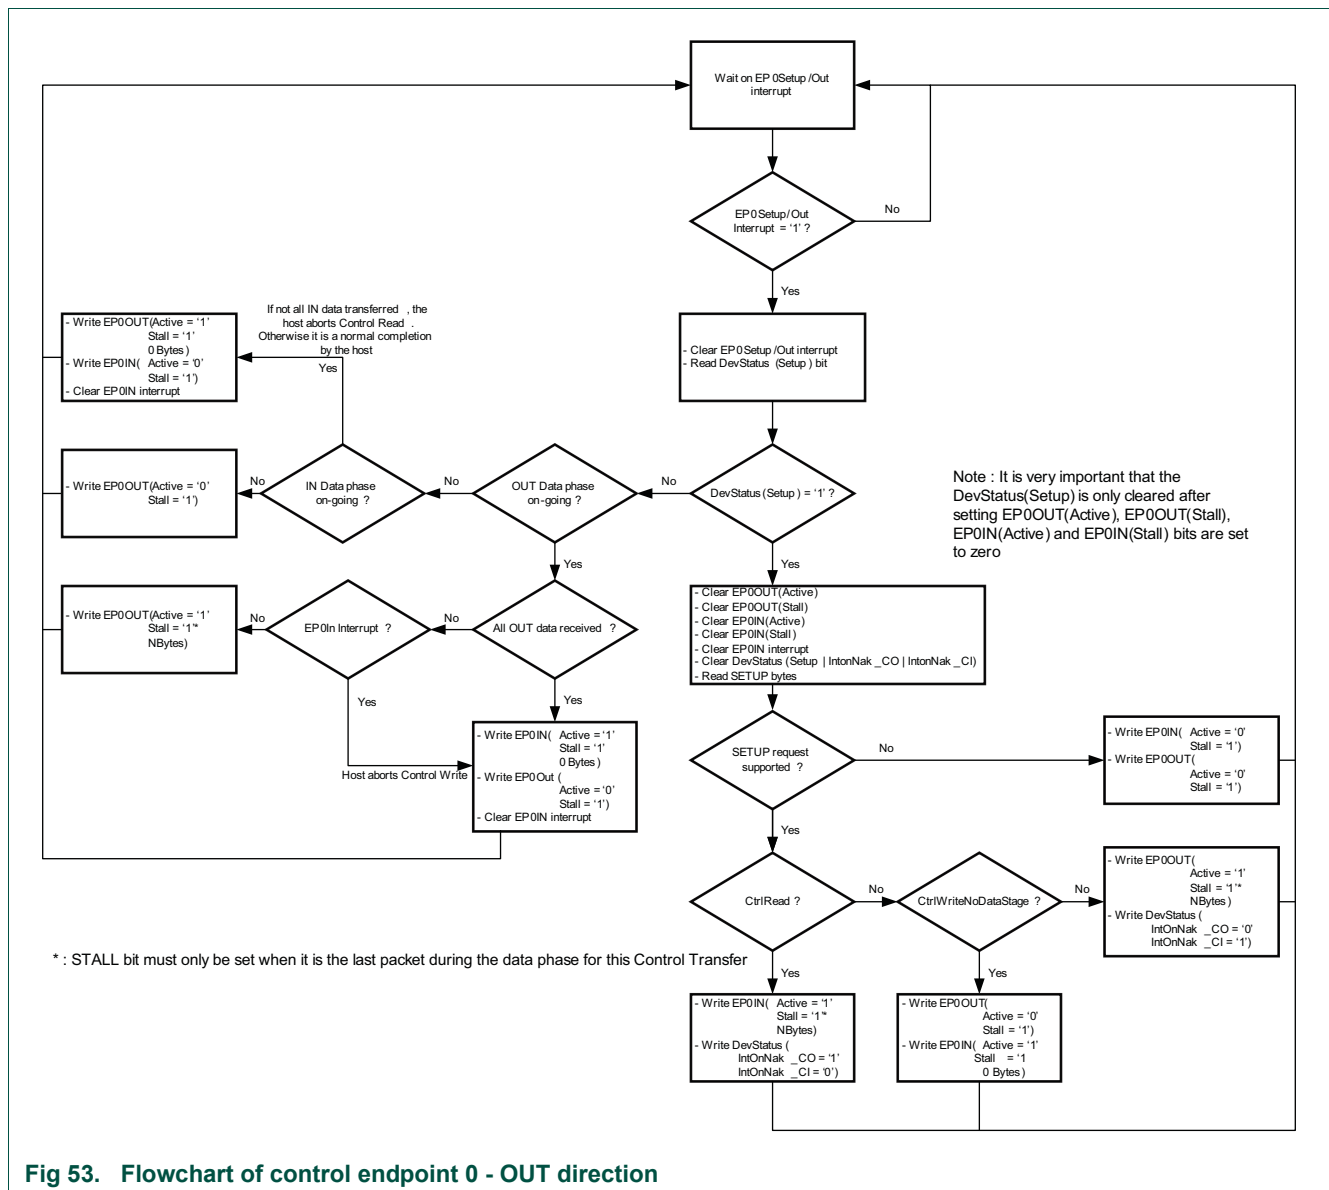 Wait on EP0Setup/Out
interrupt
EP0Setup/Out
Interrupt = ‘1’ ?
No
Yes
- Clear EP0Setup/Out interrupt
- Read DevStatus (Setup) bit
If not all IN data transferred , the
host aborts Control Read .
Otherwise it is a normal completion
by the host
Yes
- Write EP0OUT(Active = ‘1’
Stall = ‘1’
0 Bytes)
- Write EP0IN( Active = ‘0’
Stall = ‘1’)
- Clear EP0IN interrupt
- Write EP0OUT(Active = ‘0’
Stall = ‘1’)
No
IN Data phase
on-going ?
No
OUT Data phase
on-going ?
No
DevStatus(Setup) = ‘1’ ?
Note : It is very important that the
DevStatus(Setup) is only cleared after
setting EP0OUT(Active), EP0OUT(Stall),
EP0IN(Active) and EP0IN(Stall) bits are set
to zero
Yes
Yes
- Write EP0OUT(Active = ‘1’
Stall = ‘1’*
NBytes)
No
EP0In Interrupt ?
No
All OUT data received ?
- Clear EP0OUT(Active)
- Clear EP0OUT(Stall)
- Clear EP0IN(Active)
- Clear EP0IN(Stall)
- Clear EP0IN interrupt
- Clear DevStatus (Setup | IntonNak _CO | IntonNak _CI)
- Read SETUP bytes
Yes
Yes
Host aborts Control Write
- Write EP0IN( Active = ‘1’
Stall = ‘1’
0 Bytes)
- Write EP0Out (
Active = ‘0’
Stall = ‘1’)
- Clear EP0IN interrupt
SETUP request
supported ?
No
- Write EP0IN( Active = ‘0’
Stall = ‘1’)
- Write EP0OUT(
Active = ‘0’
Stall = ‘1’)
Yes
CtrlRead ?
No
CtrlWriteNoDataStage ?
No
- Write EP0OUT(
Active = ‘1’
Stall = ‘1’*
NBytes)
- Write DevStatus (
IntOnNak _CO = ‘0’
IntOnNak _CI = ‘1’)
* : STALL bit must only be set when it is the last packet during the data phase for this Control Transfer
Yes
Yes
- Write EP0IN( Active = ‘1’
Stall = ‘1’*
NBytes)
- Write DevStatus (
IntOnNak _CO = ‘1’
IntOnNak _CI = ‘0’)
- Write EP0OUT(
Active = ‘0’
Stall = ‘1’)
- Write EP0IN( Active = ‘1’
Stall = ‘1
0 Bytes)
Fig 53. Flowchart of control endpoint 0 - OUT direction